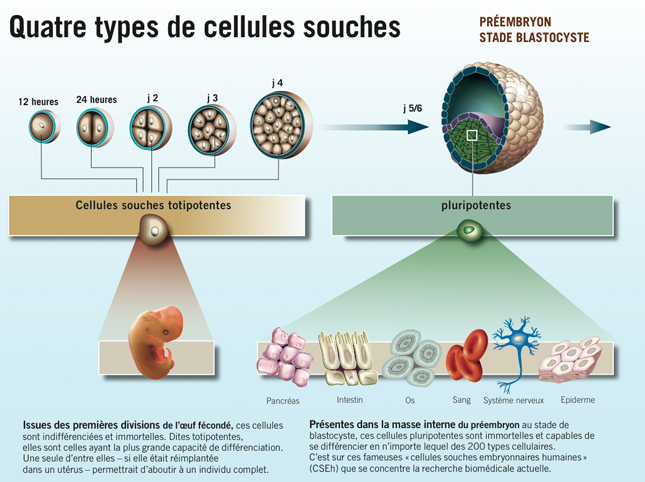 Quatre types de cellules souches
PRÉEMBRYON
STADE BLASTOCYSTE
12 heures
24 heures
j 2
j 3
j 4
j 5/6
Cellules souches totipotentes
pluripotentes
Pancréas
Intestin
Os
Sang
Système nerveux
Epiderme
Issues des premières divisions de l'œuf fécondé, ces cellules
sont indifférenciées et immortelles. Dites totipotentes,
elles sont celles ayant la plus grande capacité de différenciation.
Une seule d'entre elles – si elle était réimplantée
dans un utérus – permettrait d'aboutir à un individu complet.
Présentes dans la masse interne du préembryon au stade de
blastocyste, ces cellules pluripotentes sont immortelles et capables de
se différencier en n'importe lequel des 200 types cellulaires.
C'est sur ces fameuses «cellules souches embryonnaires humaines»
(CSEh) que se concentre la recherche biomédicale actuelle.